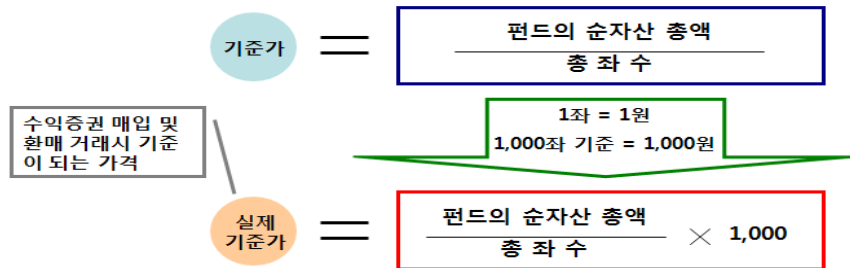 기준가
=
펀드의 순자산 총액
총 좌 수
수익증권 매입 및
환매 거래시 기준
이 되는 가격
1좌 = 1원
1,000좌 기준 = 1,000원
실제
기준가
=
펀드의 순자산 총액
총 좌 수
× 1,000